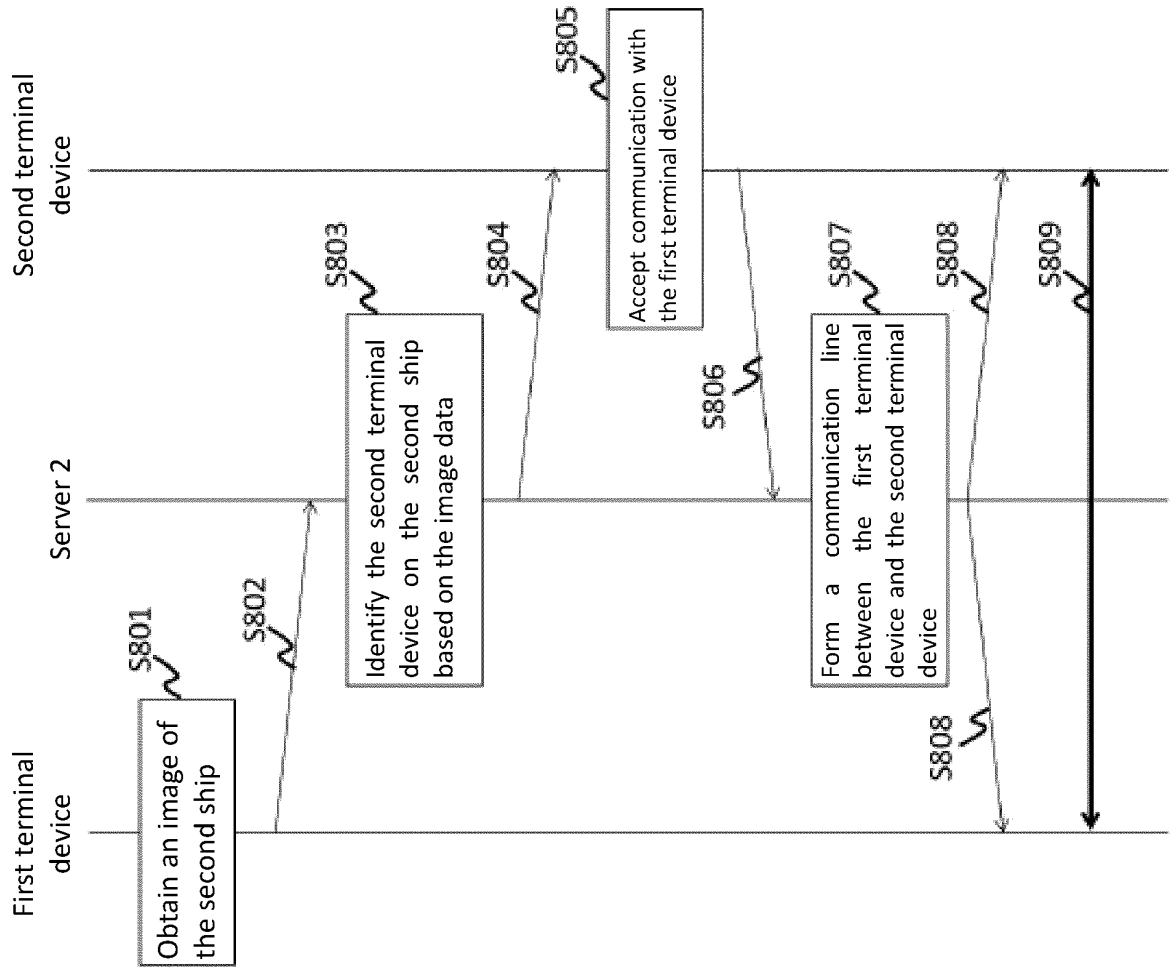 First terminal
device
Server 2
Second terminal
device
S801
Obtain an image of
the second ship
S802
S803
Identify the second terminal
device on the second ship
based on the image data
S804
S805
Accept communication with
the first terminal device
S806
S807
Form a communication line
between the first terminal
device and the second terminal
device
S808
S808
S809